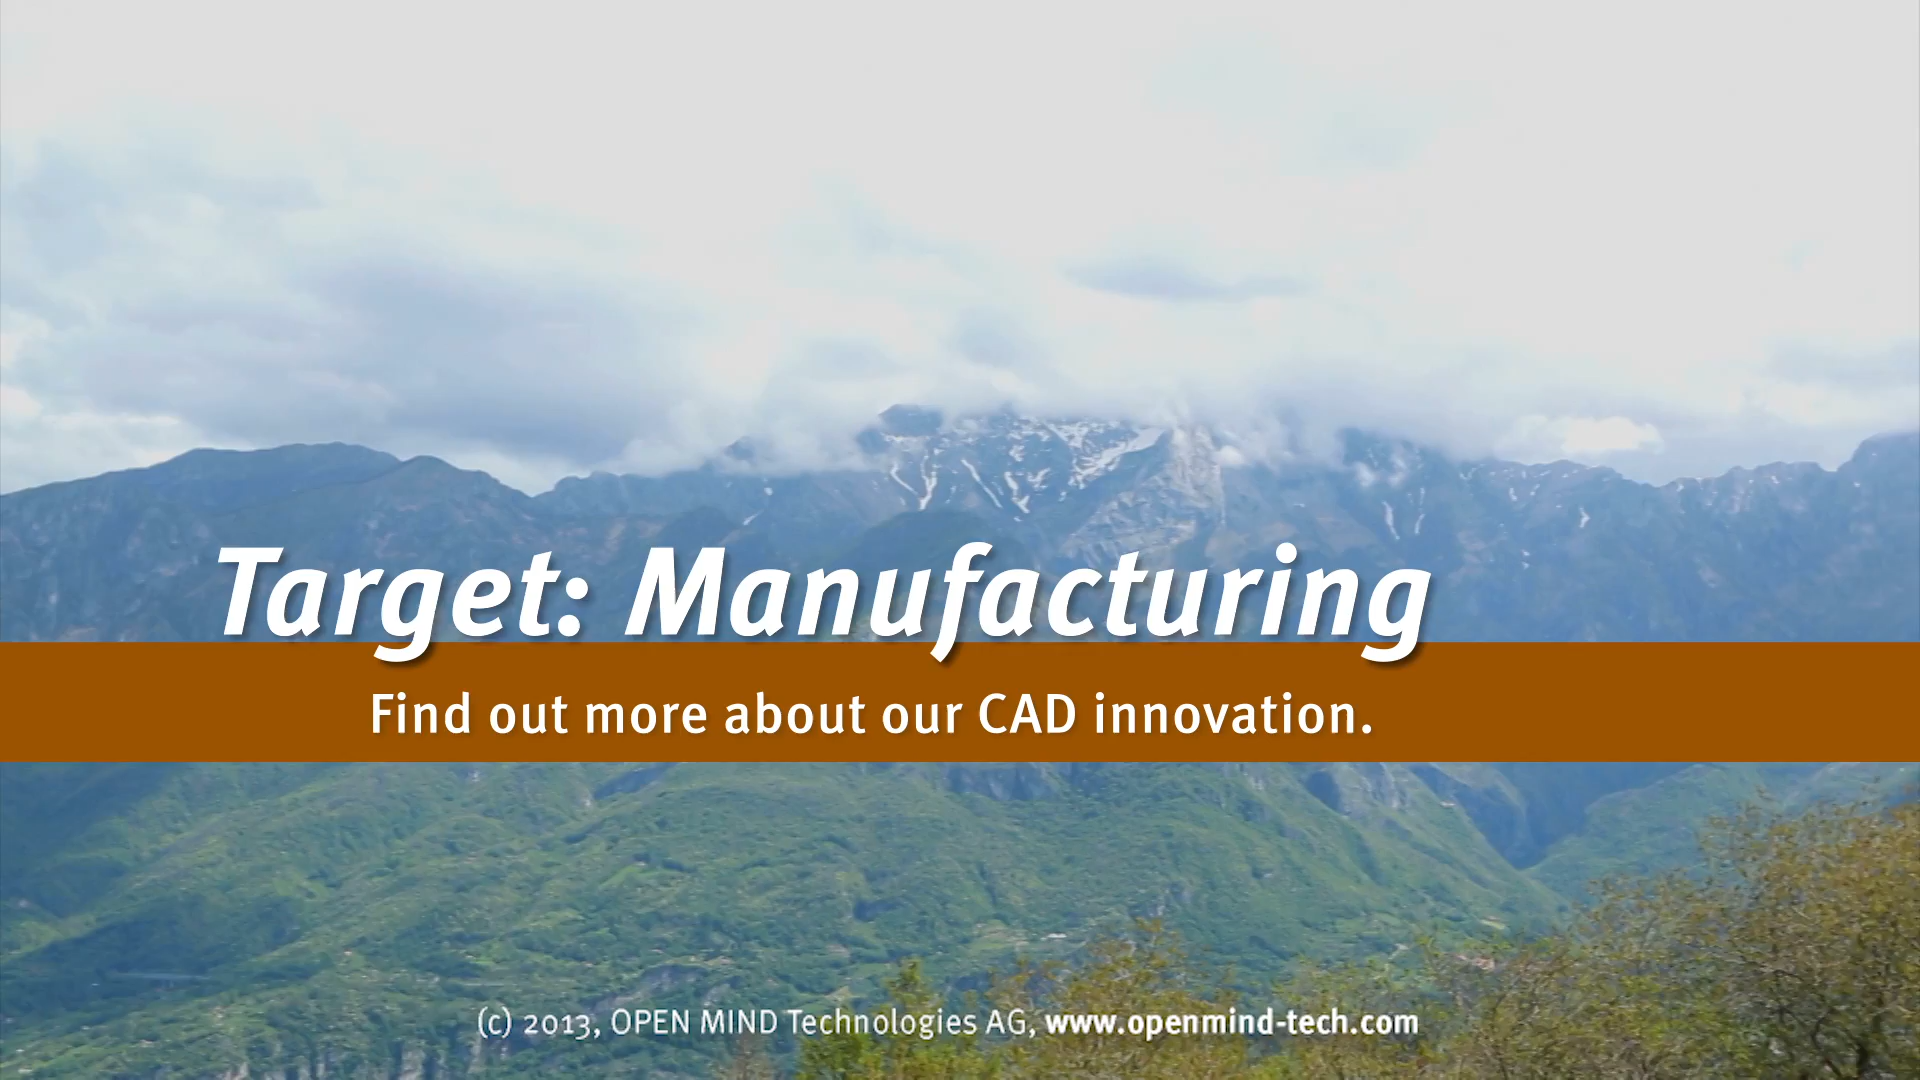 Target: Manufacturing
Find out more about our CAD innovation.
(c) 2013, OPEN MIND Technologies AG, www.openmind-tech.com